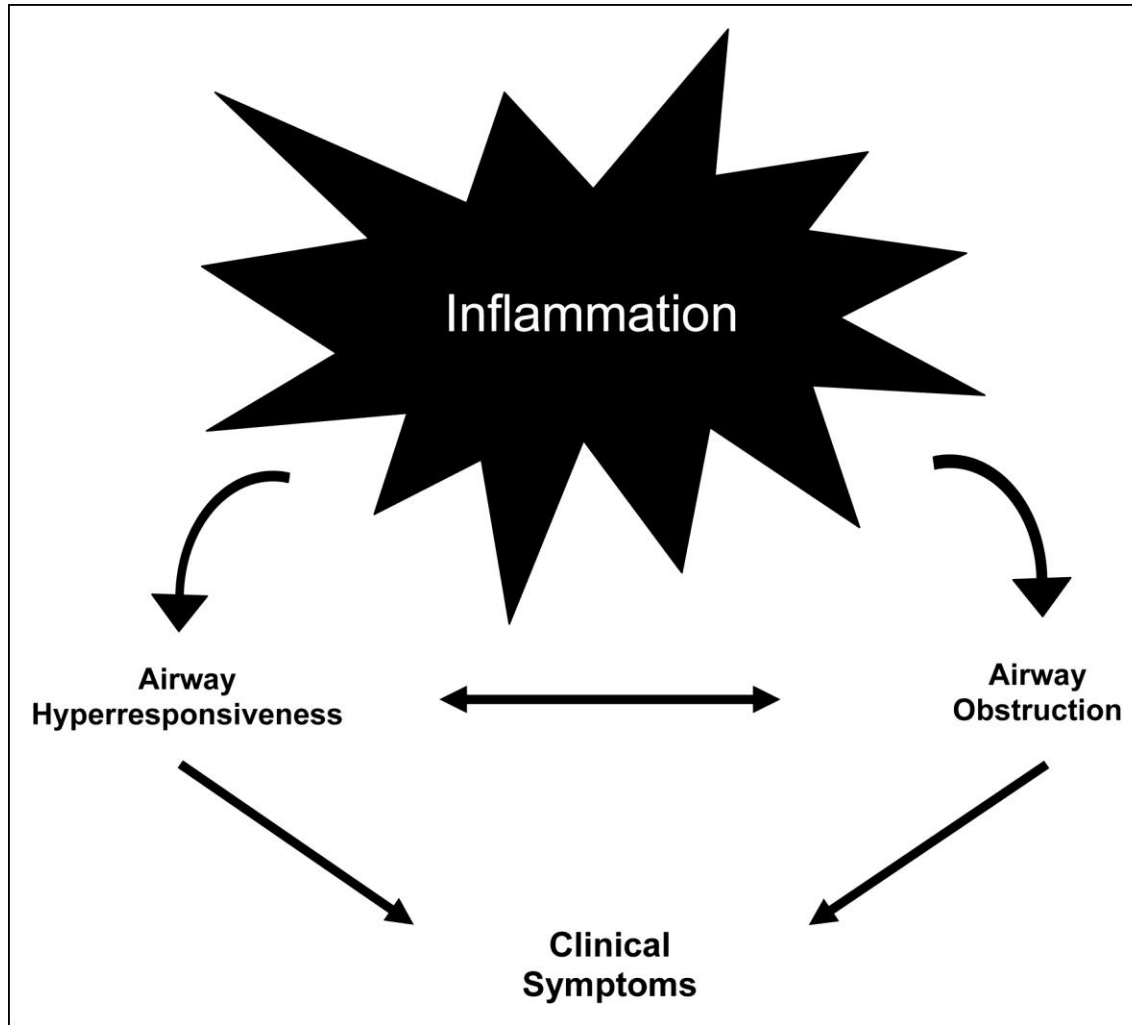 Inflammation
Airway
Hyperresponsiveness
Airway
Obstruction
Clinical
Symptoms